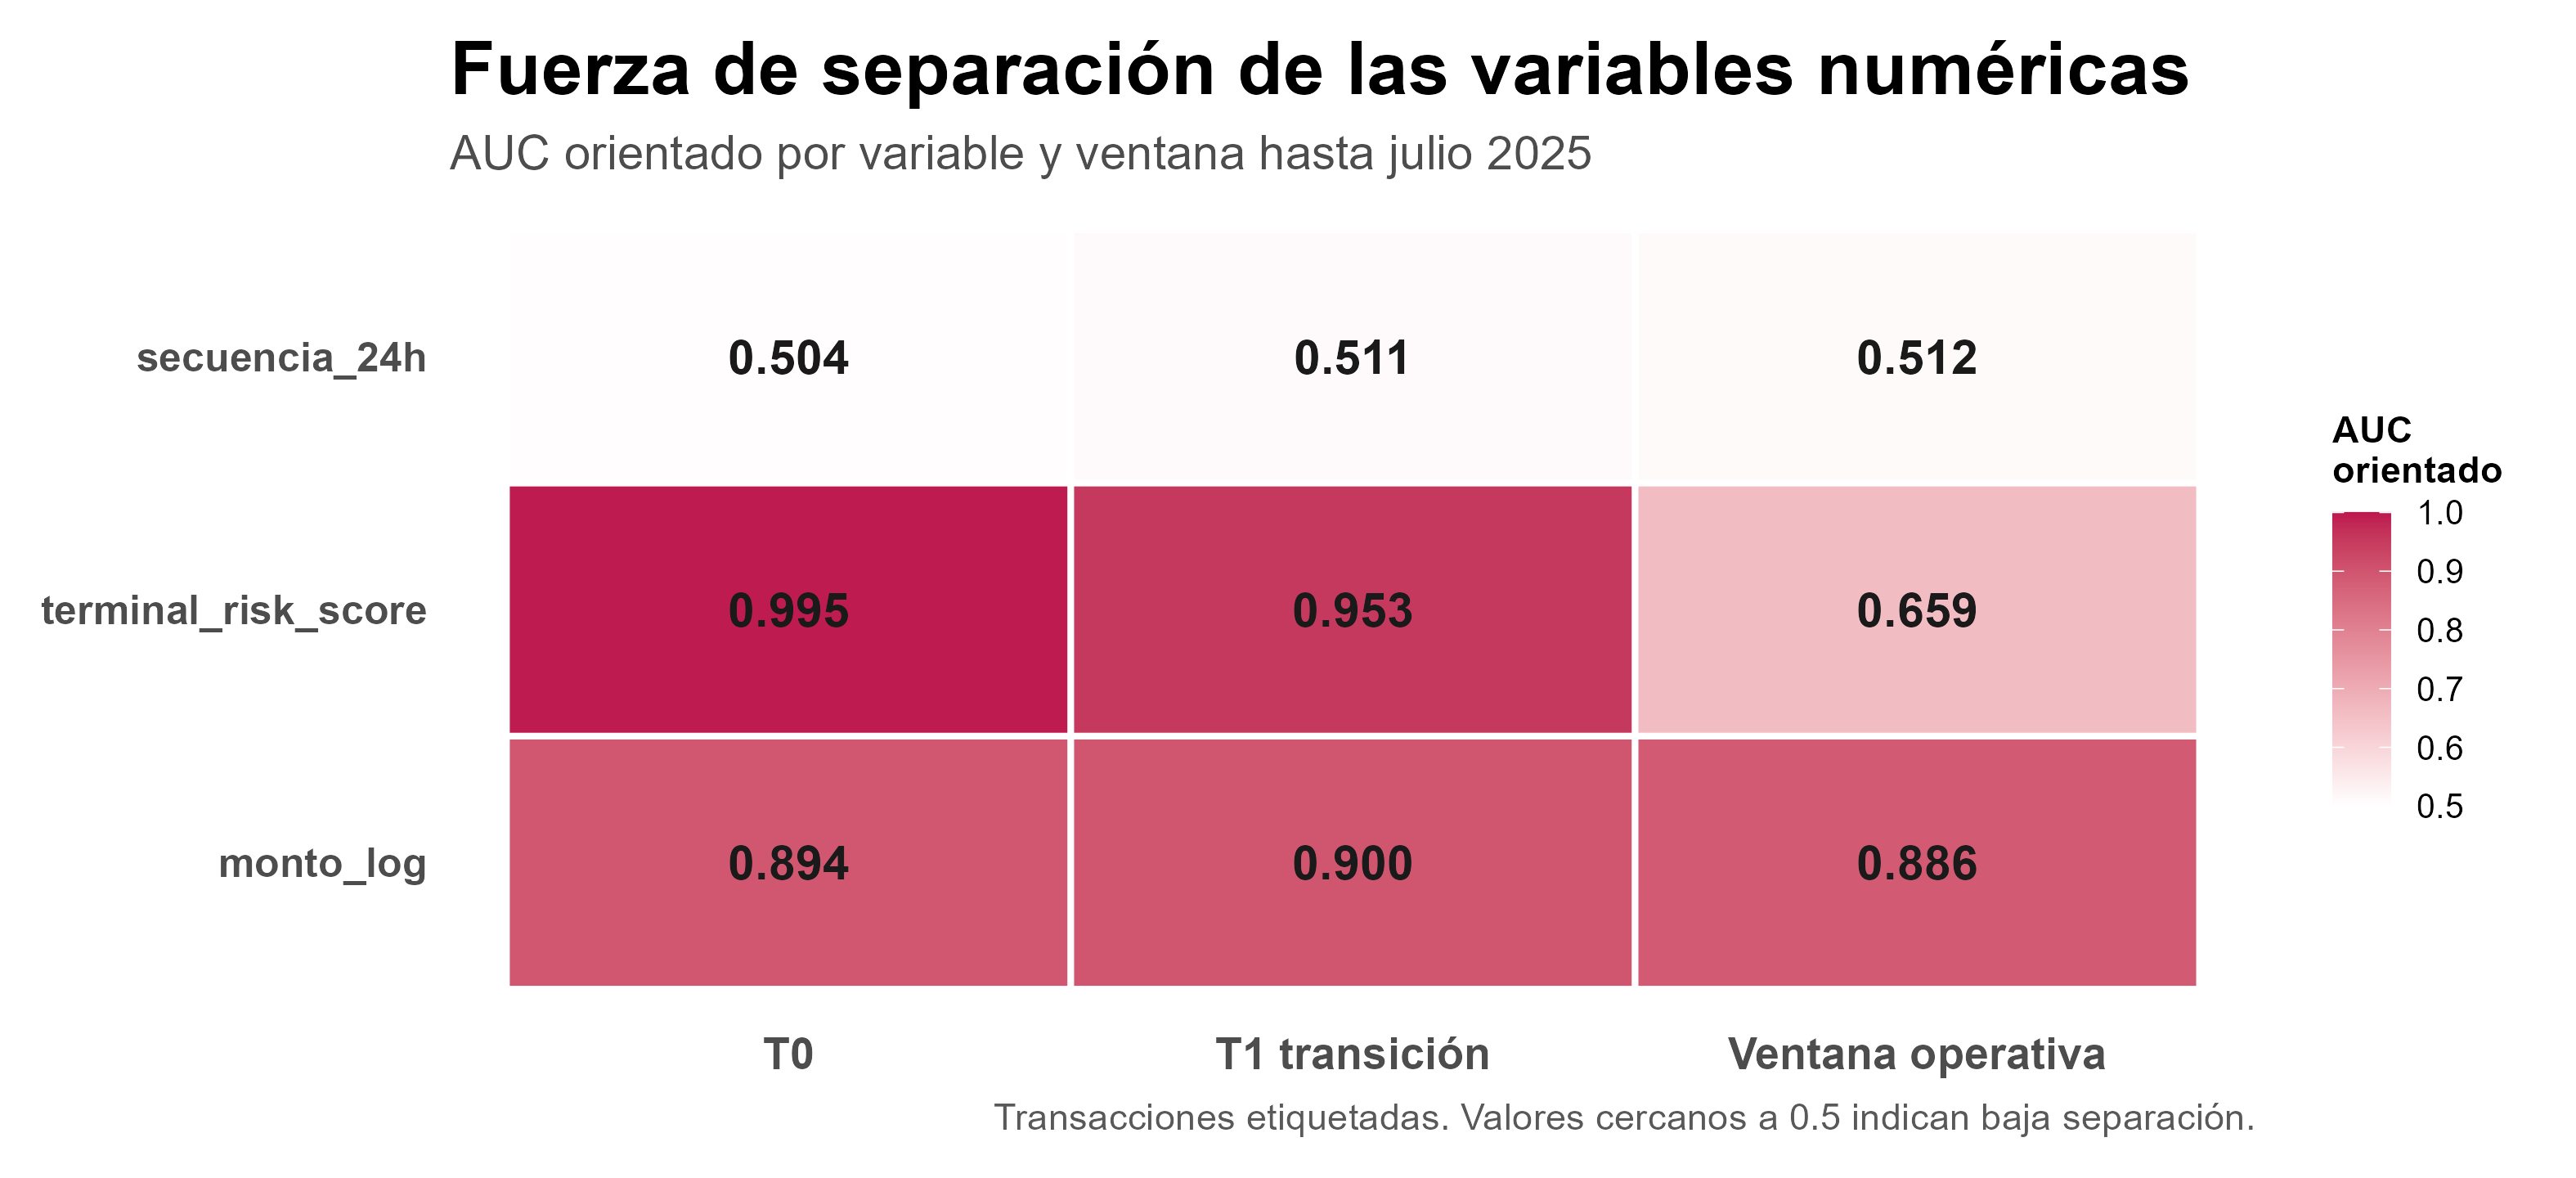 Fuerza de separación de las variables numéricas
AUC orientado por variable y ventana hasta julio 2025
secuencia_24h 0.504 0.511 0.512
terminal_risk_score 0.995 0.953 0.659
monto_log 0.894 0.900 0.886
T0 T1 transición Ventana operativa
Transacciones etiquetadas. Valores cercanos a 0.5 indican baja separación.
AUC
orientado
1.0
0.9
0.8
0.7
0.6
0.5